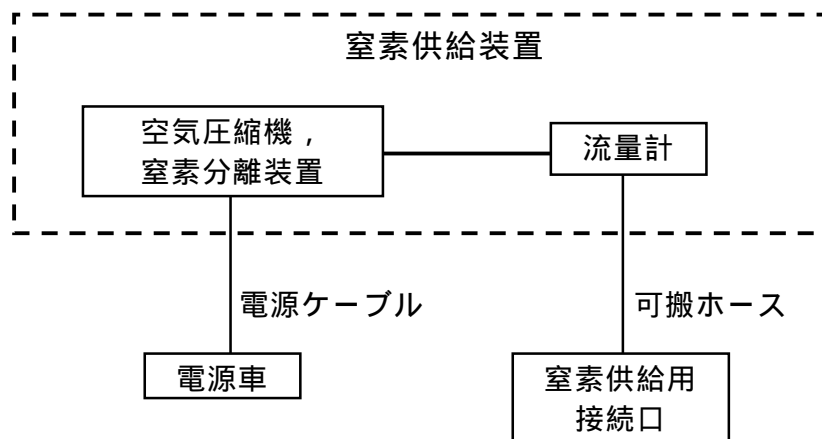 窒素供給装置
空気圧縮機，
窒素分離装置
流量計
電源ケーブル
可搬ホース
電源車
窒素供給用
接続口